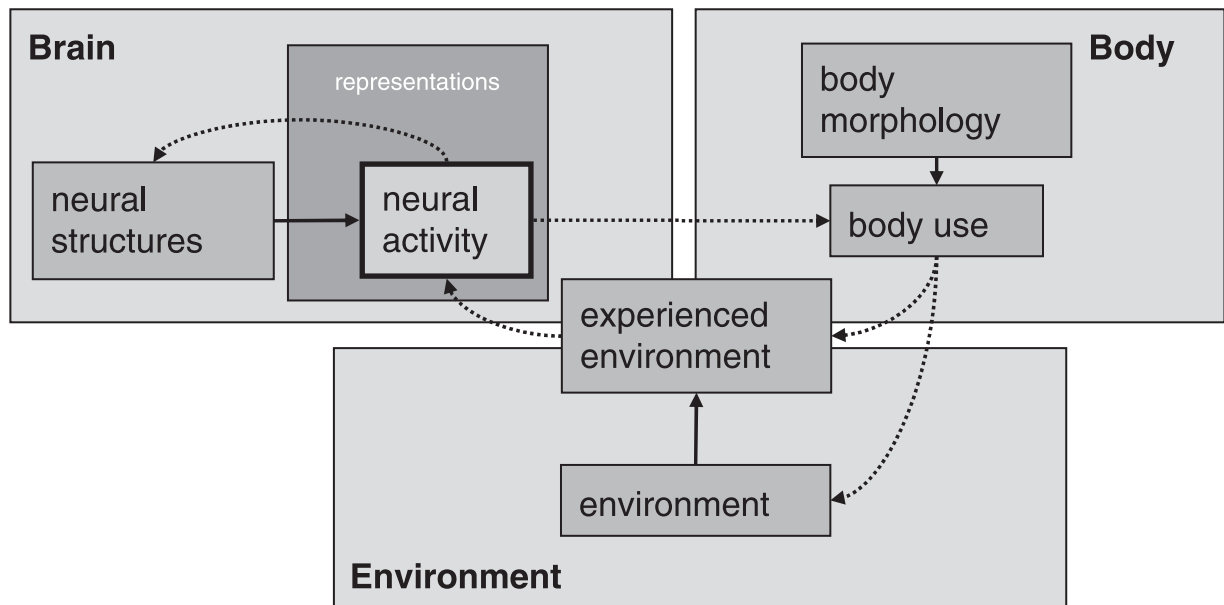 Brain
representations
neural
structures
neural
activity
Body
body
morphology
body use
experienced
environment
environment
Environment